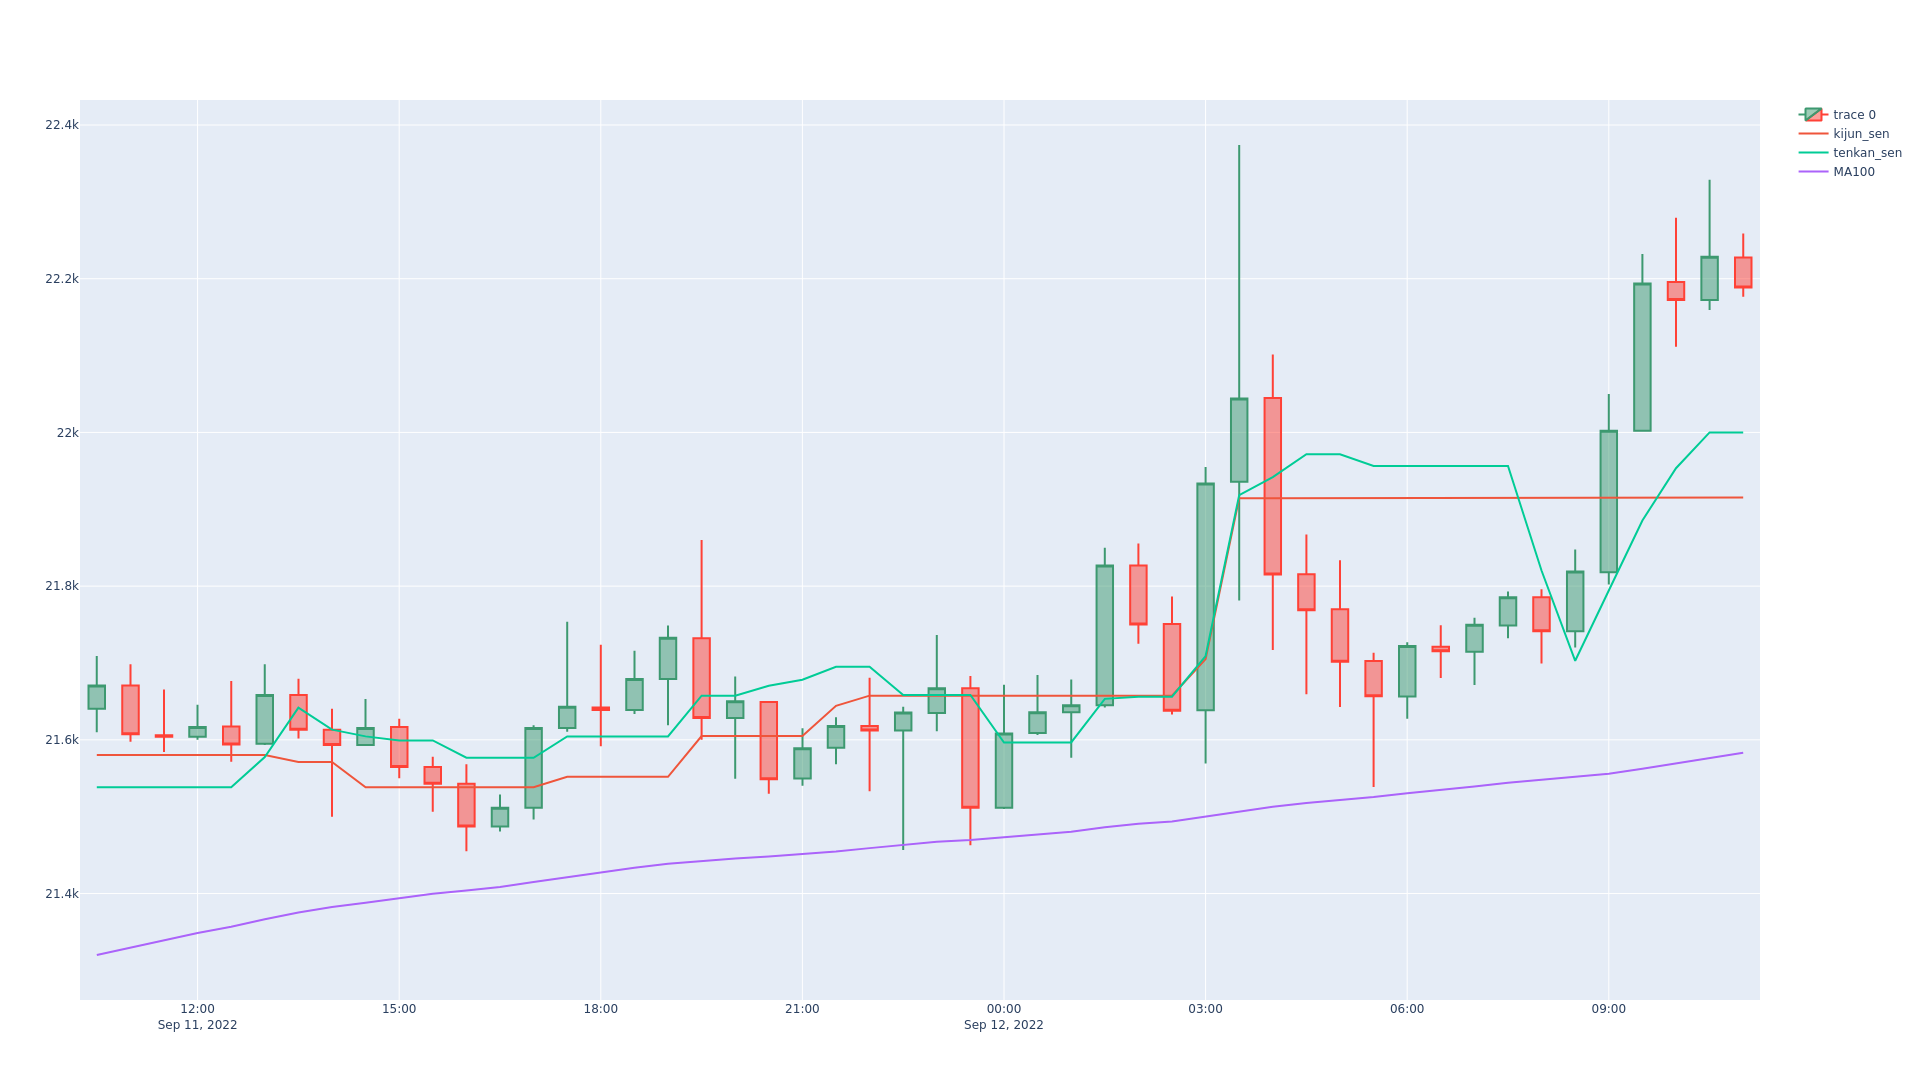 22.4k
22.2k
22k
21.8k
21.6k
21.4k
12:00
Sep 11, 2022
15:00
18:00
21:00
00:00
Sep 12, 2022
03:00
06:00
09:00
trace 0
kijun_sen
tenkan_sen
MA100